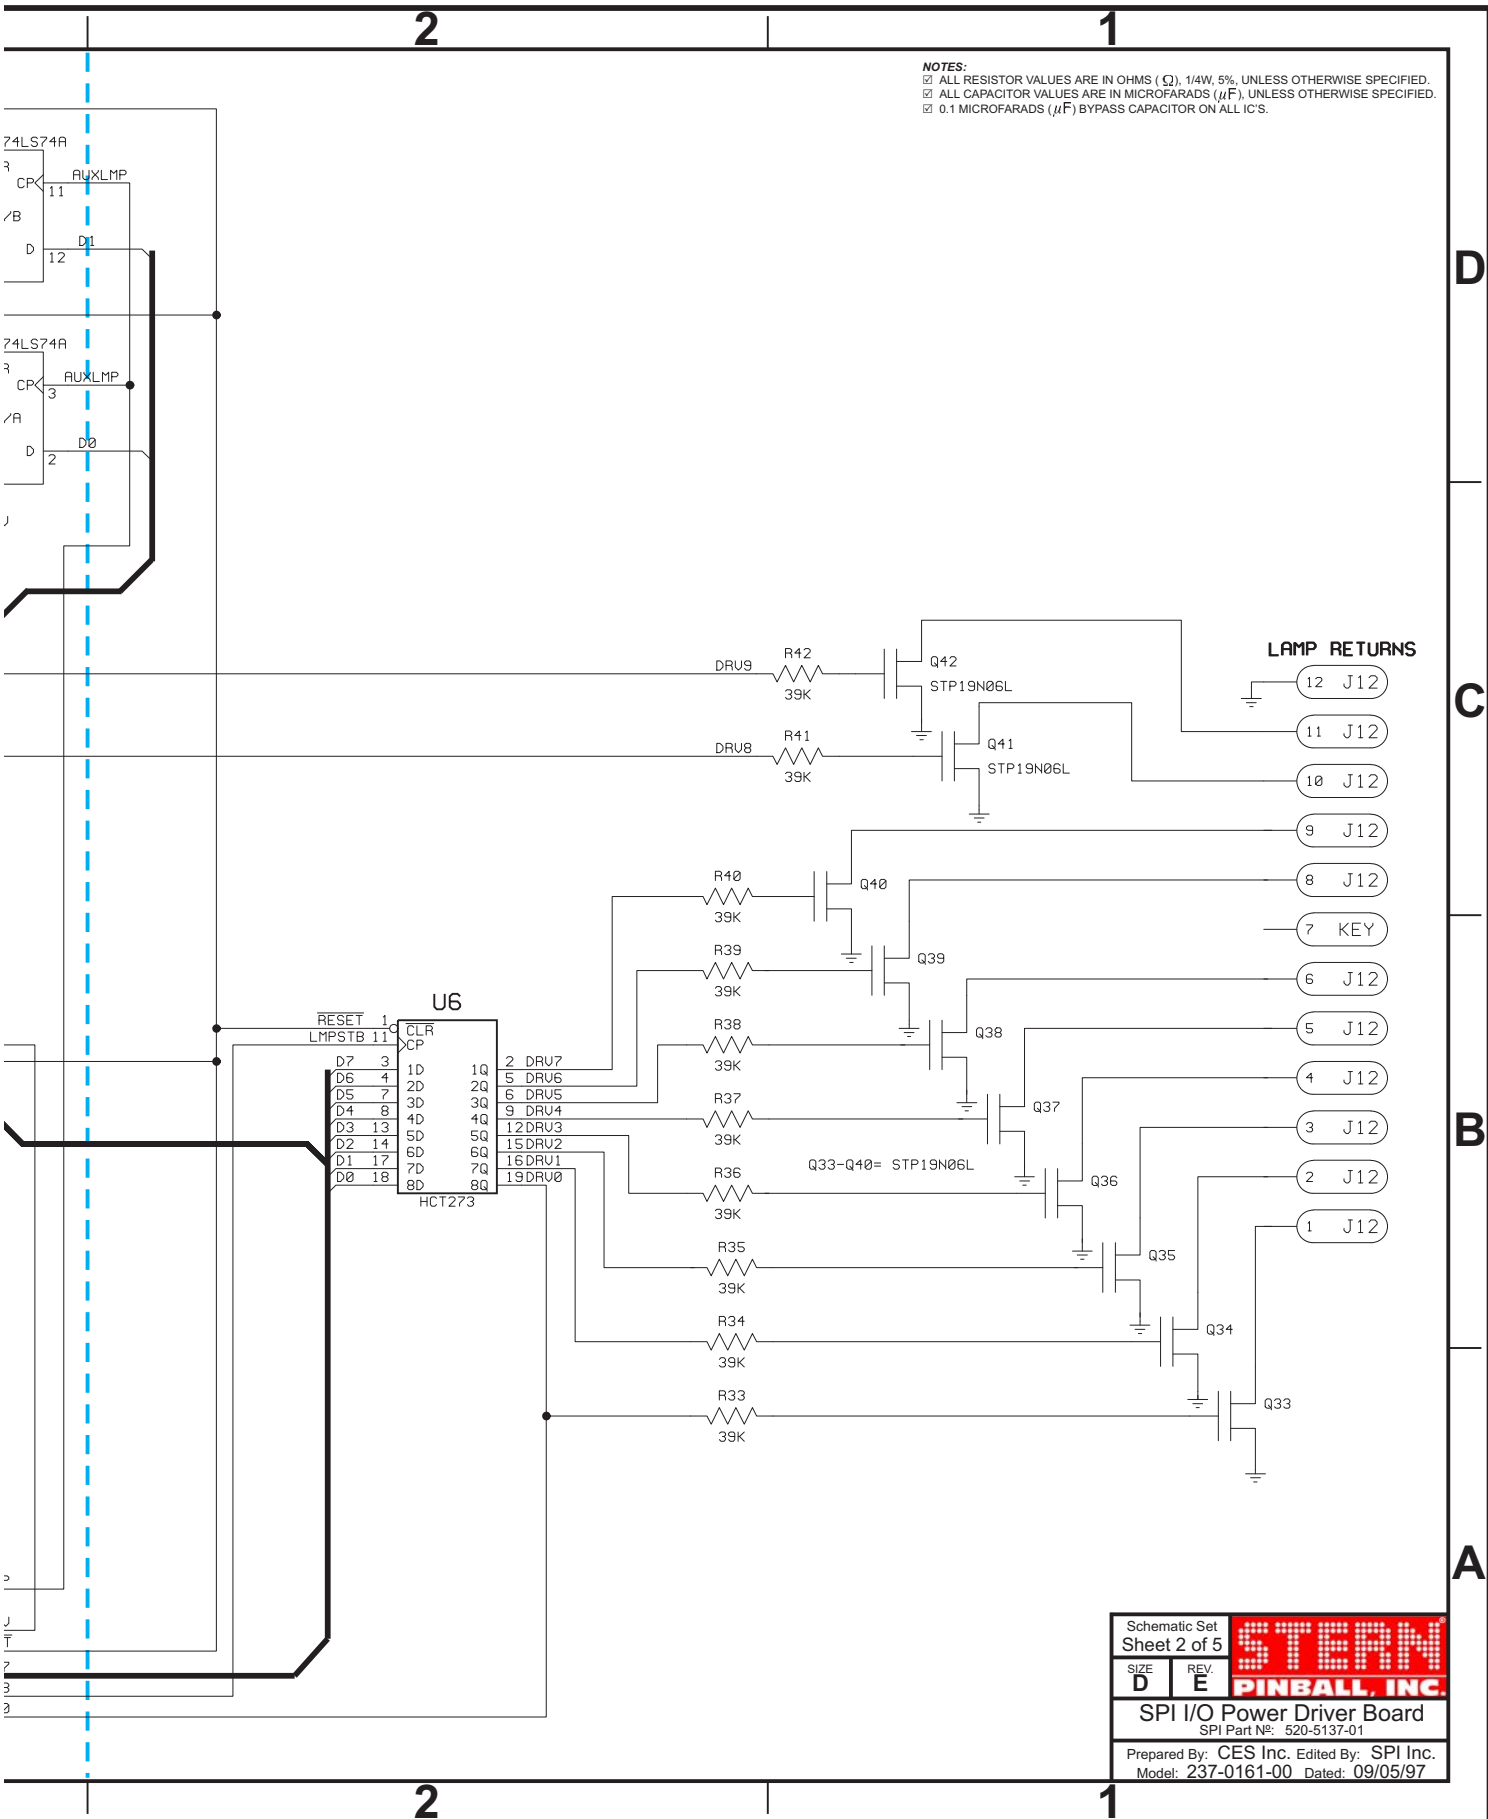 2 1
NOTES:
☑ ALL RESISTOR VALUES ARE IN OHMS ( Ω), 1/4W, 5%, UNLESS OTHERWISE SPECIFIED.
☑ ALL CAPACITOR VALUES ARE IN MICROFARADS (μF), UNLESS OTHERWISE SPECIFIED.
☑ 0.1 MICROFARADS (μF) BYPASS CAPACITOR ON ALL IC'S.
74LS74A
R
CP 11 AUXLMP
/B
D 12 D1
D
74LS74A
R
CP 3 AUXLMP
/A
D 2 D0
LAMP RETURNS
DRV9 R42 39K Q42 STP19N06L
12 J12
C
11 J12
DRV8 R41 39K Q41 STP19N06L
10 J12
9 J12
R40 39K Q40
8 J12
7 KEY
R39 39K Q39
6 J12
U6
R38 39K Q38
5 J12
RESET 1 CLR
LMPSTB 11 CP
D7 3 1D 1Q 2 DRV7
D6 4 2D 2Q 5 DRV6
D5 7 3D 3Q 6 DRV5
D4 8 4D 4Q 9 DRV4
D3 13 5D 5Q 12 DRV3
D2 14 6D 6Q 15 DRV2
D1 17 7D 7Q 16 DRV1
D0 18 8D 8Q 19 DRV0
HCT273
4 J12
R37 39K Q37
3 J12
B
Q33-Q40= STP19N06L
R36 39K Q36
2 J12
1 J12
R35 39K Q35
R34 39K Q34
R33 39K Q33
A
Schematic Set
Sheet 2 of 5
SIZE D
REV. E
STERN®
PINBALL, INC.
SPI I/O Power Driver Board
SPI Part Nº: 520-5137-01
Prepared By: CES Inc. Edited By: SPI Inc.
Model: 237-0161-00 Dated: 09/05/97
2 1